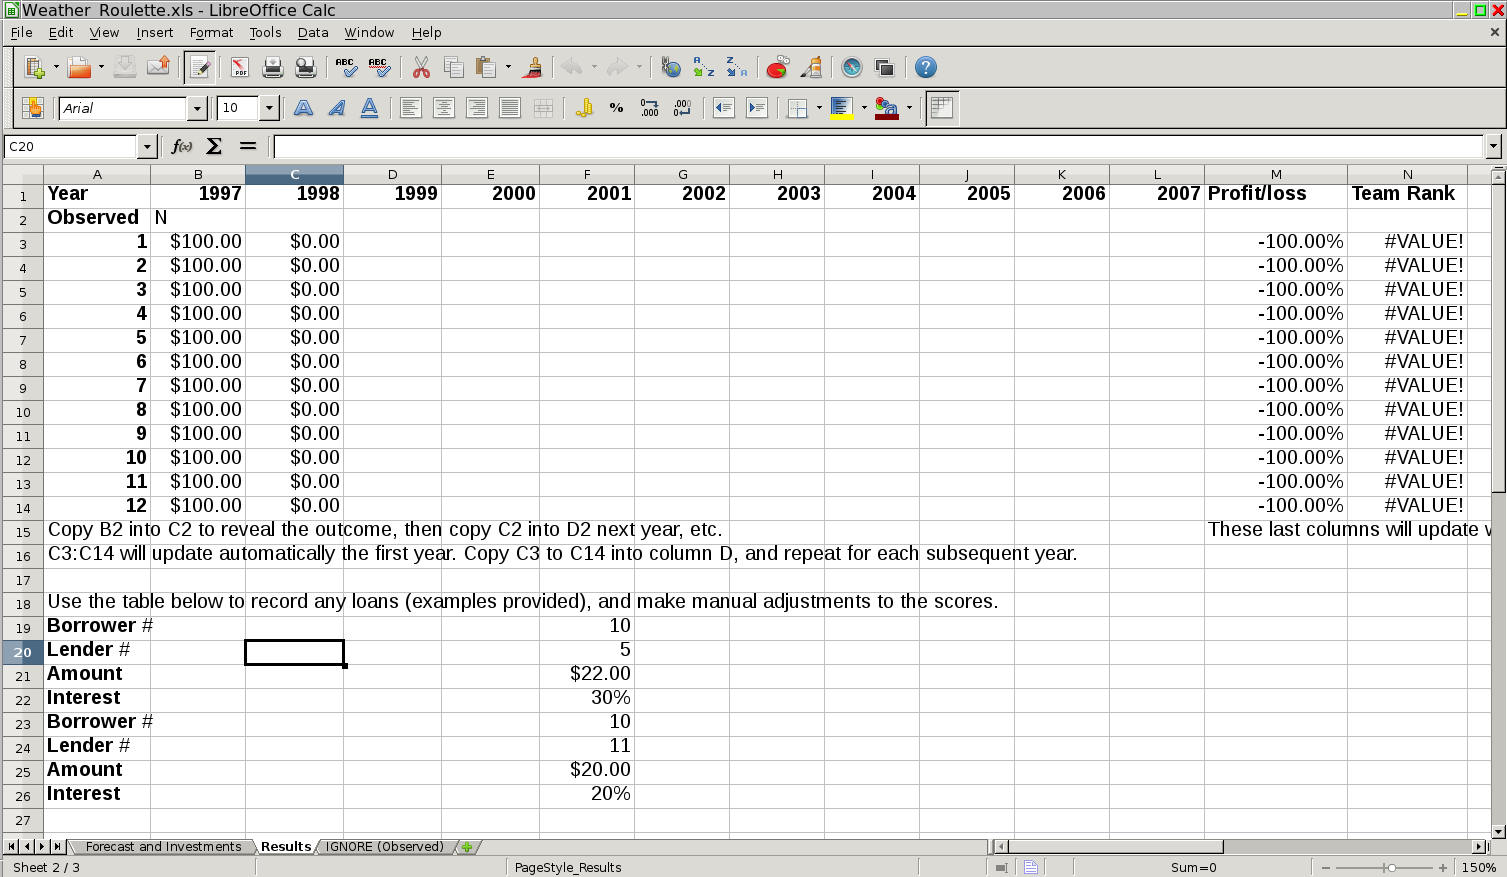 Weather_Roulette.xls - LibreOffice Calc
File Edit View Insert Format Tools Data Window Help
Arial 10
C20
A B C D E F G H I J K L M N
1 Year 1997 1998 1999 2000 2001 2002 2003 2004 2005 2006 2007 Profit/loss Team Rank
2 Observed N
3 1 $100.00 $0.00 -100.00% #VALUE!
4 2 $100.00 $0.00 -100.00% #VALUE!
5 3 $100.00 $0.00 -100.00% #VALUE!
6 4 $100.00 $0.00 -100.00% #VALUE!
7 5 $100.00 $0.00 -100.00% #VALUE!
8 6 $100.00 $0.00 -100.00% #VALUE!
9 7 $100.00 $0.00 -100.00% #VALUE!
10 8 $100.00 $0.00 -100.00% #VALUE!
11 9 $100.00 $0.00 -100.00% #VALUE!
12 10 $100.00 $0.00 -100.00% #VALUE!
13 11 $100.00 $0.00 -100.00% #VALUE!
14 12 $100.00 $0.00 -100.00% #VALUE!
15 Copy B2 into C2 to reveal the outcome, then copy C2 into D2 next year, etc. These last columns will update
16 C3:C14 will update automatically the first year. Copy C3 to C14 into column D, and repeat for each subsequent year.
17
18 Use the table below to record any loans (examples provided), and make manual adjustments to the scores.
19 Borrower # 10
20 Lender # 5
21 Amount $22.00
22 Interest 30%
23 Borrower # 10
24 Lender # 11
25 Amount $20.00
26 Interest 20%
27
Forecast and Investments Results IGNORE (Observed)
Sheet 2 / 3 PageStyle_Results Sum=0 150%